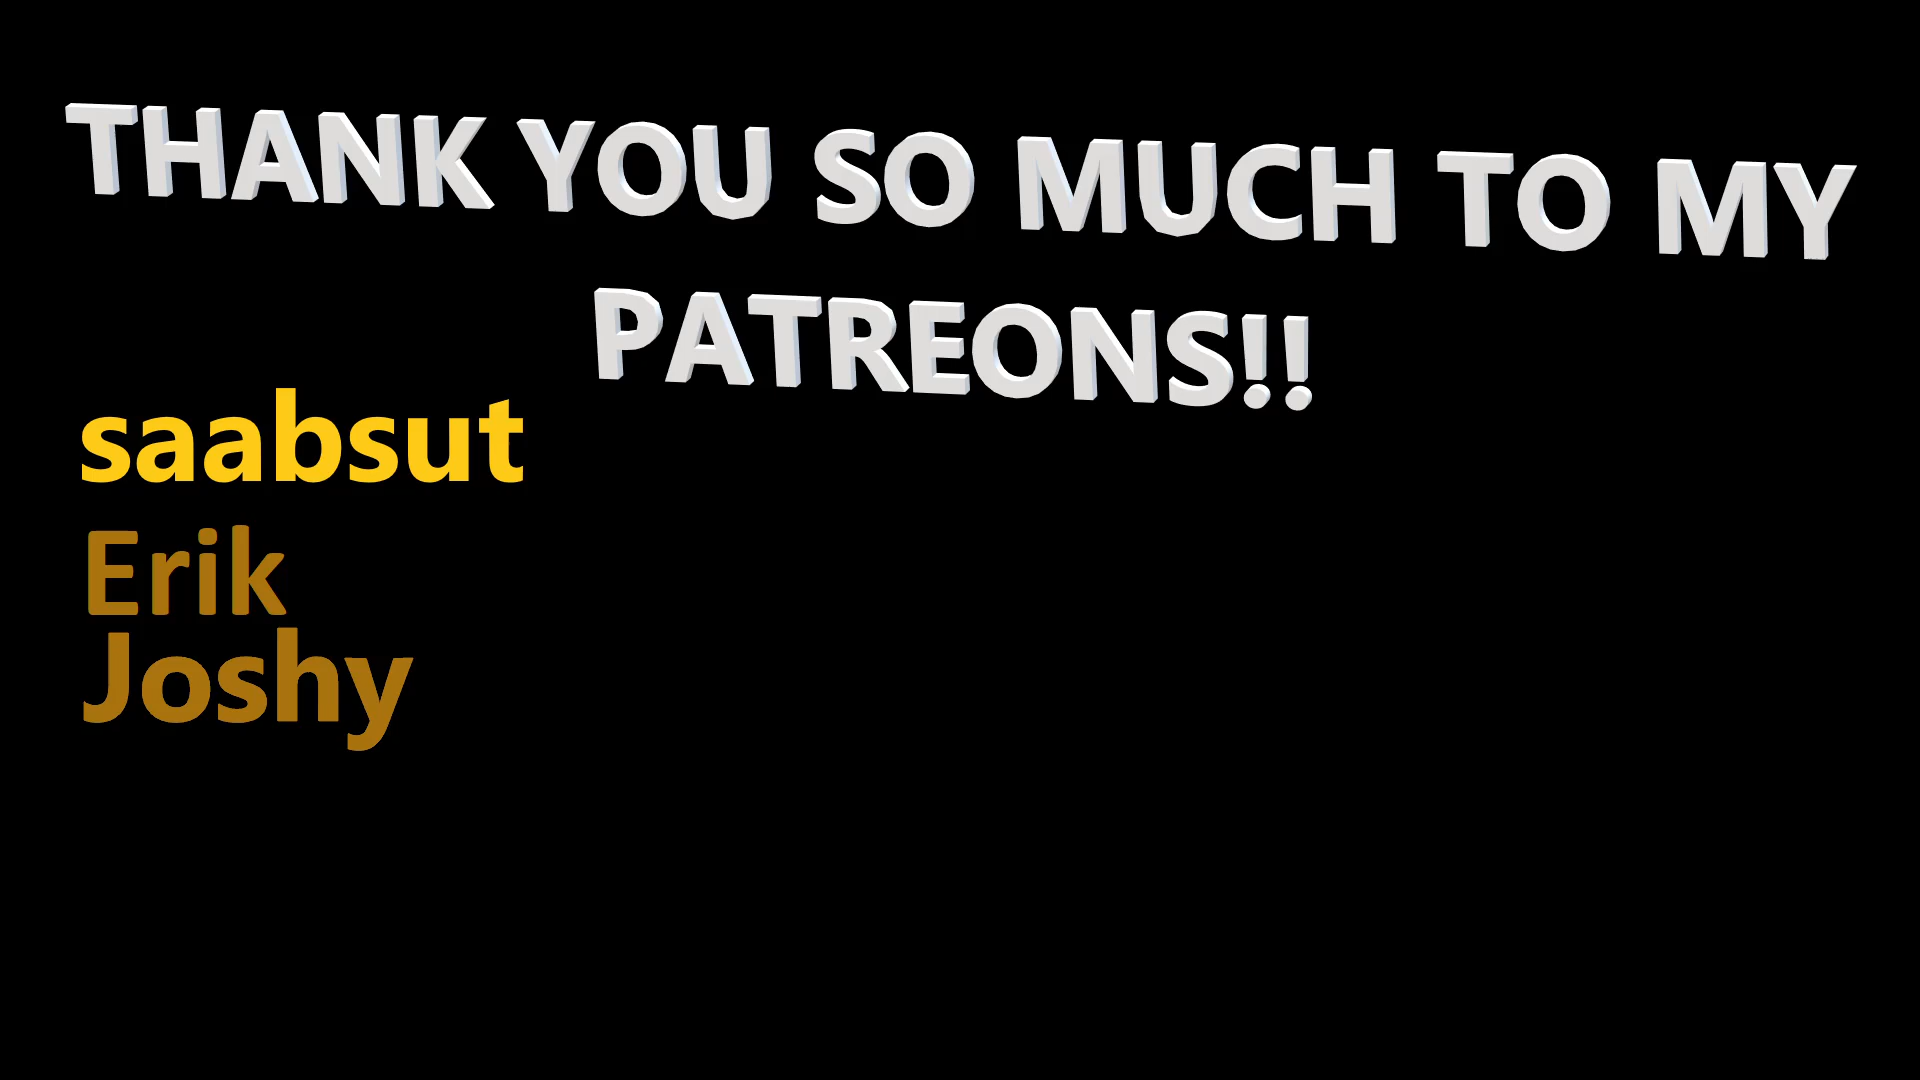 THANK YOU SO MUCH TO MY
PATREONS!!
saabsut
Erik
Joshy